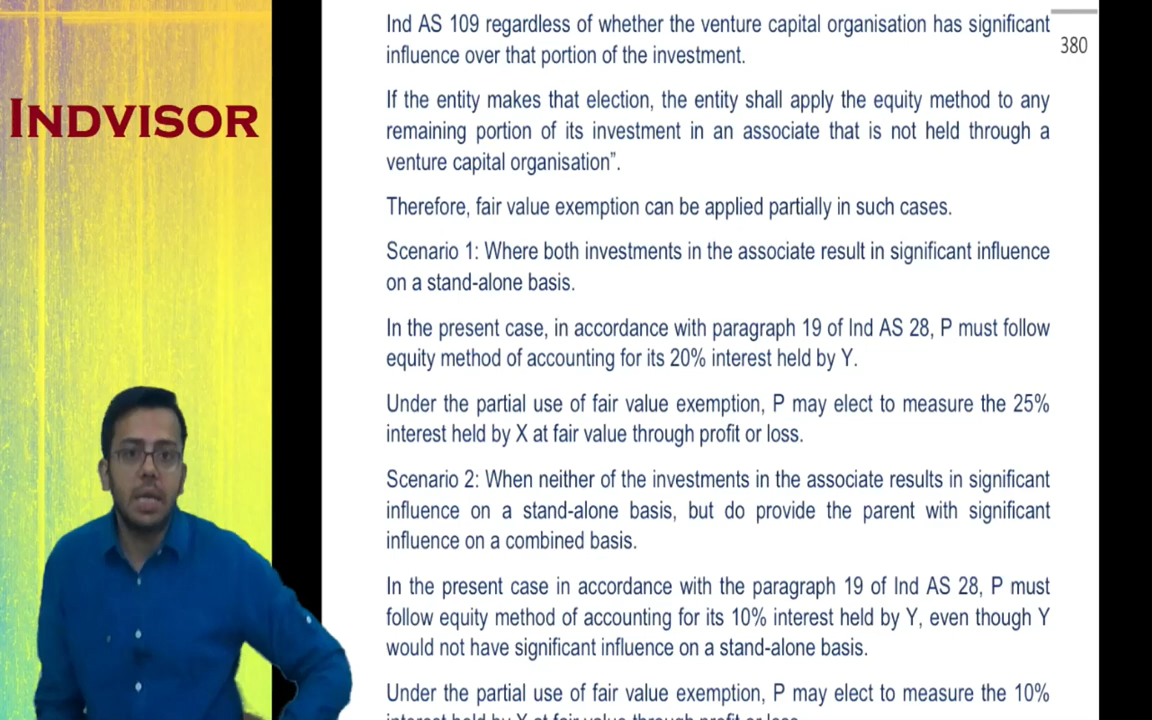 INDVISOR
380
Ind AS 109 regardless of whether the venture capital organisation has significant
influence over that portion of the investment.
If the entity makes that election, the entity shall apply the equity method to any
remaining portion of its investment in an associate that is not held through a
venture capital organisation”.
Therefore, fair value exemption can be applied partially in such cases.
Scenario 1: Where both investments in the associate result in significant influence
on a stand-alone basis.
In the present case, in accordance with paragraph 19 of Ind AS 28, P must follow
equity method of accounting for its 20% interest held by Y.
Under the partial use of fair value exemption, P may elect to measure the 25%
interest held by X at fair value through profit or loss.
Scenario 2: When neither of the investments in the associate results in significant
influence on a stand-alone basis, but do provide the parent with significant
influence on a combined basis.
In the present case in accordance with the paragraph 19 of Ind AS 28, P must
follow equity method of accounting for its 10% interest held by Y, even though Y
would not have significant influence on a stand-alone basis.
Under the partial use of fair value exemption, P may elect to measure the 10%
interest held by X at fair value through profit or loss.